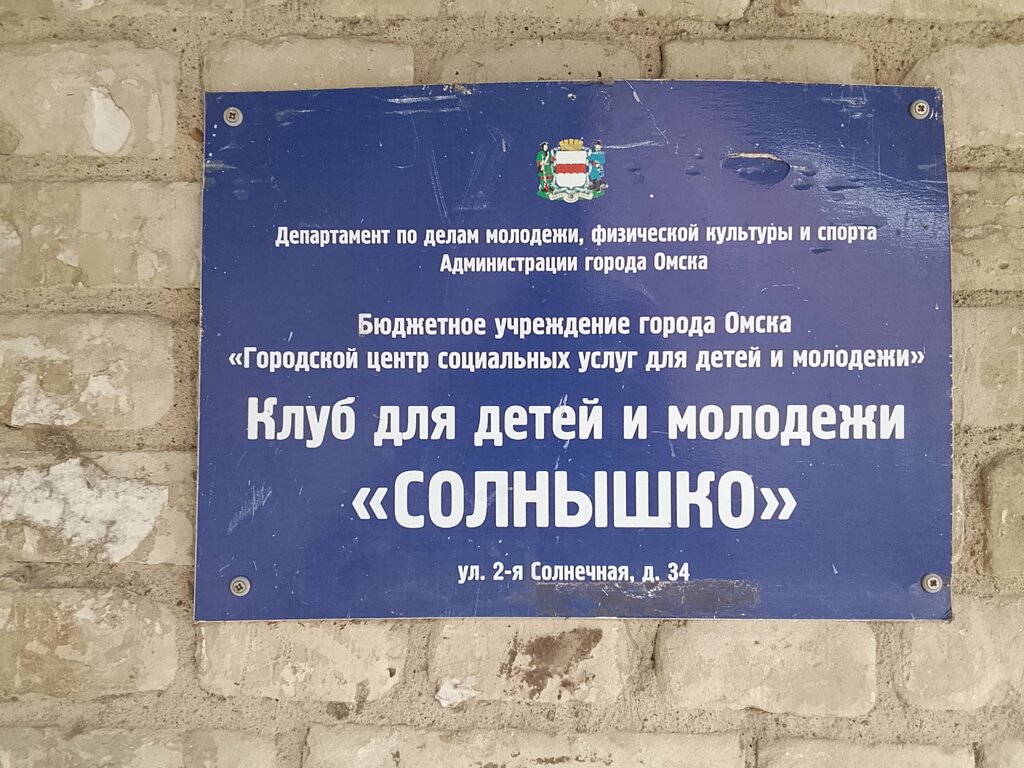 Департамент по делам молодежи, физической культуры и спорта
Администрации города Омска
Бюджетное учреждение города Омска
«Городской центр социальных услуг для детей и молодежи»
Клуб для детей и молодежи
«СОЛНЫШКО»
ул. 2-я Солнечная, д. 34